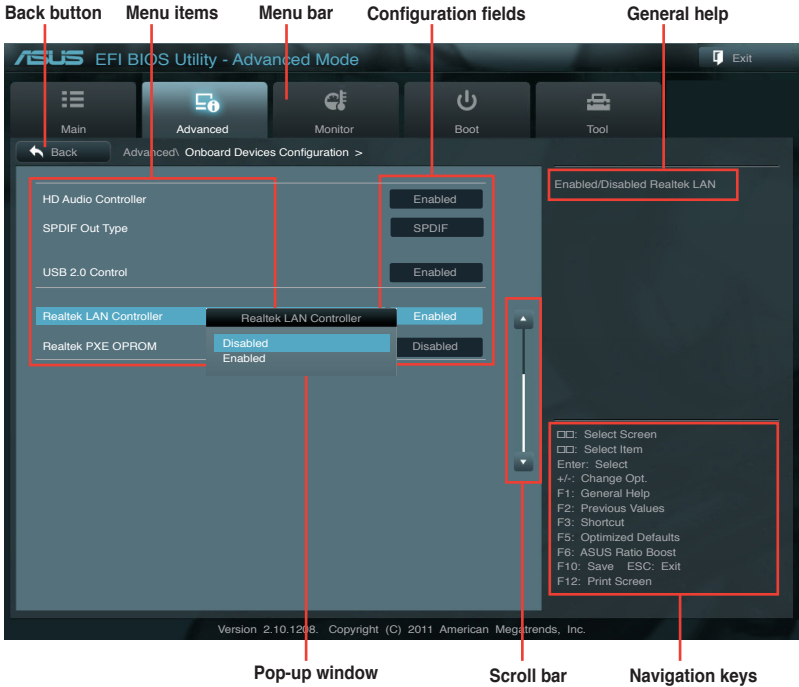 Back button Menu items Menu bar Configuration fields General help
ASUS EFI BIOS Utility - Advanced Mode Exit
Main Advanced Monitor Boot Tool
Back Advanced\ Onboard Devices Configuration >
Enabled/Disabled Realtek LAN
HD Audio Controller Enabled
SPDIF Out Type SPDIF
USB 2.0 Control Enabled
Realtek LAN Controller Realtek LAN Controller Enabled
Realtek PXE OPROM Disabled Disabled
Enabled
□□: Select Screen
□□: Select Item
Enter: Select
+/-: Change Opt.
F1: General Help
F2: Previous Values
F3: Shortcut
F5: Optimized Defaults
F6: ASUS Ratio Boost
F10: Save ESC: Exit
F12: Print Screen
Version 2.10.1208. Copyright (C) 2011 American Megatrends, Inc.
Pop-up window Scroll bar Navigation keys